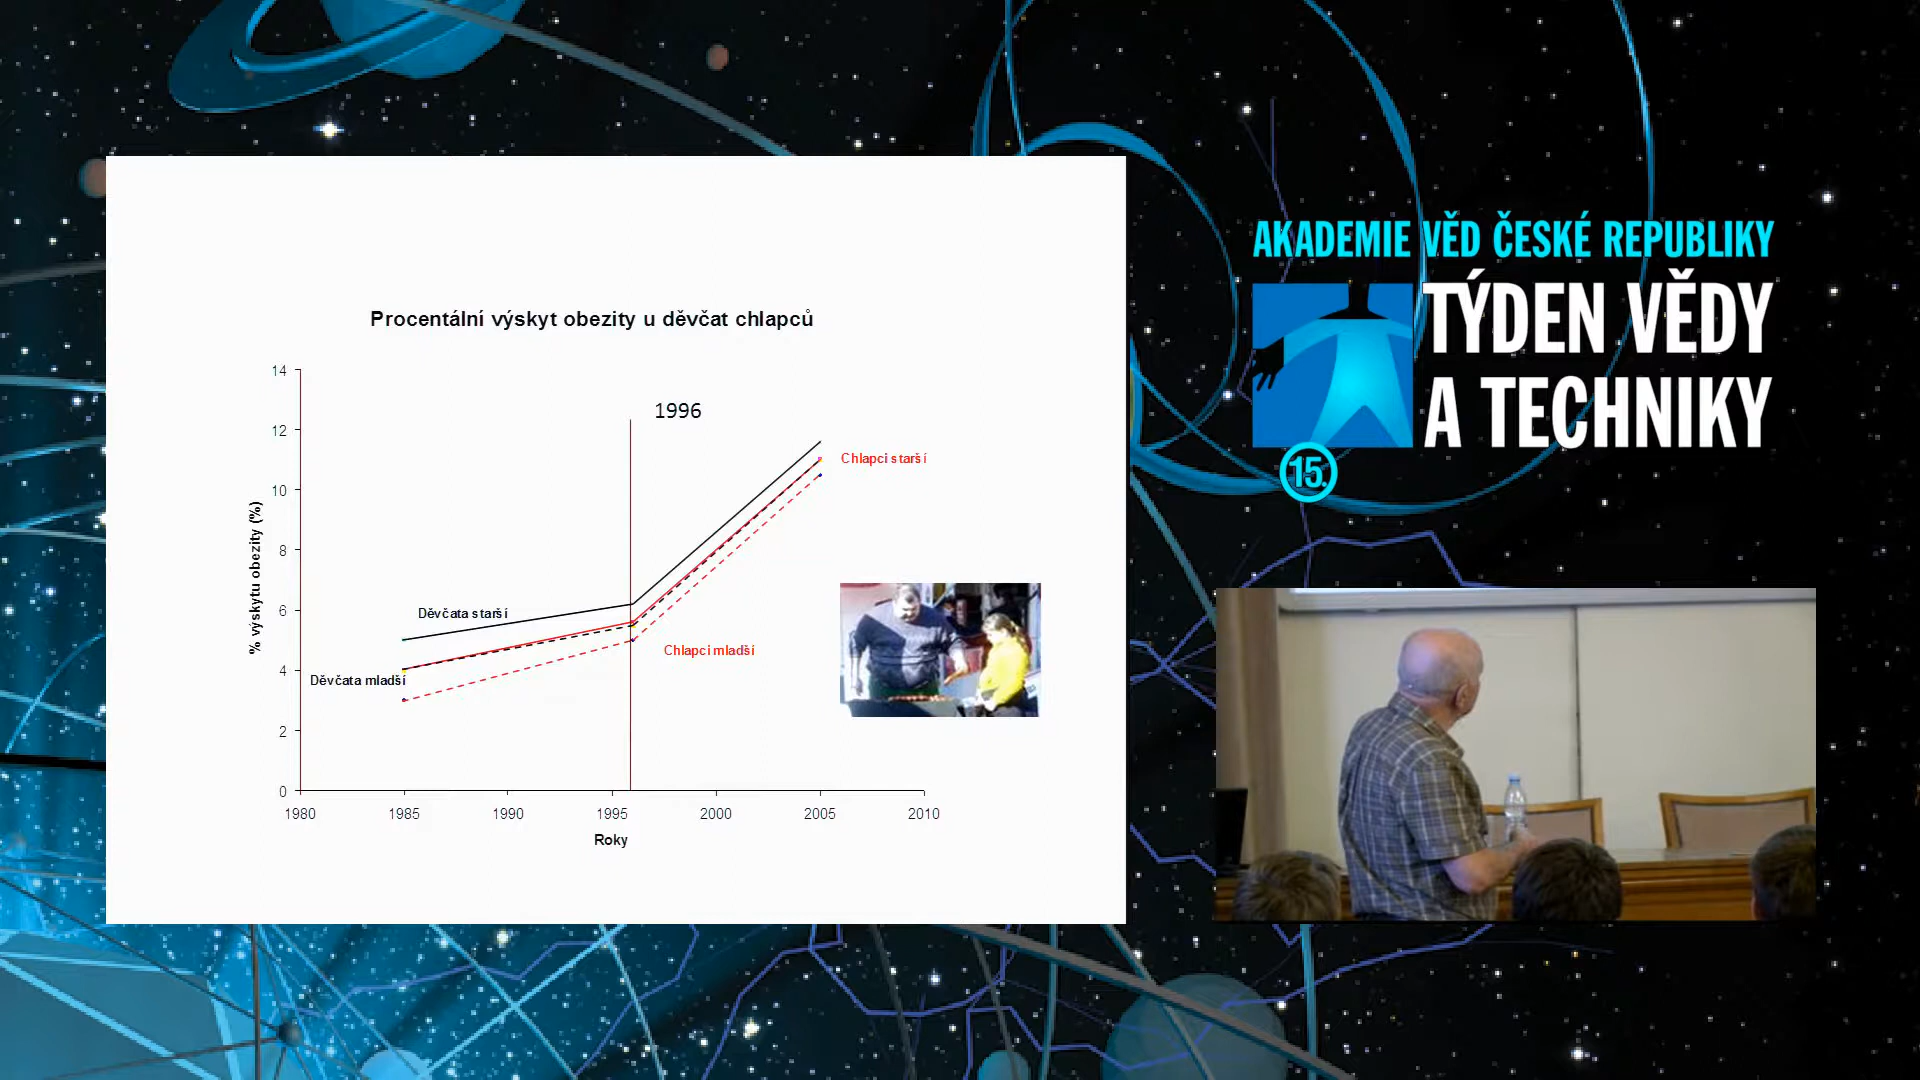 Procentální výskyt obezity u děvčat chlapců
14
12
10
8
6
4
2
0
% výskytu obezity (%)
1996
Chlapci starší
Děvčata starší
Chlapci mladší
Děvčata mladší
1980
1985
1990
1995
2000
2005
2010
Roky
AKADEMIE VĚD ČESKÉ REPUBLIKY
TÝDEN VĚDY
A TECHNIKY
15.